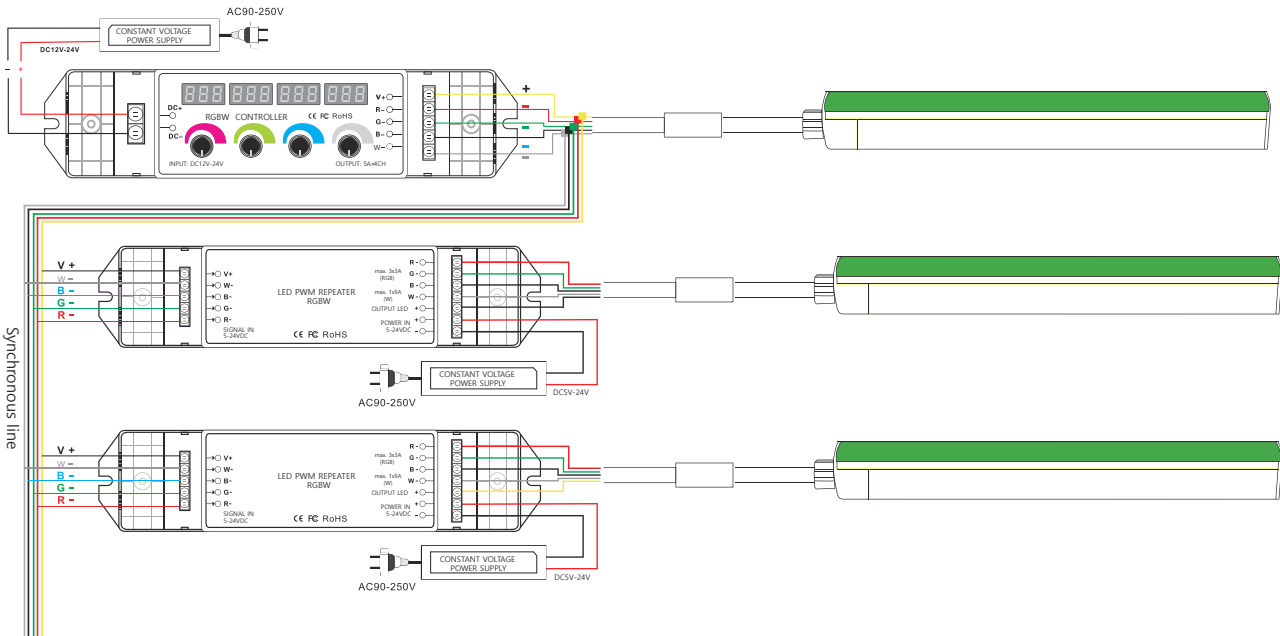 AC90-250V
CONSTANT VOLTAGE
POWER SUPPLY
DC12V-24V
- +
DC+
DC-
RGBW CONTROLLER CE FC RoHS
INPUT: DC12V-24V
OUTPUT: 5A×4CH
V+
R-
G-
B-
W-
+
Synchronous line
V +
W -
B -
G -
R -
V+
W-
B-
G-
R-
SIGNAL IN
5-24VDC
LED PWM REPEATER
RGBW
CE FC RoHS
max. 3x3A
(RGB)
max. 1x9A
(W)
OUTPUT LED
POWER IN
5-24VDC
R -
G -
B -
W -
+
+
-
CONSTANT VOLTAGE
POWER SUPPLY
DC5V-24V
AC90-250V
V +
W -
B -
G -
R -
V+
W-
B-
G-
R-
SIGNAL IN
5-24VDC
LED PWM REPEATER
RGBW
CE FC RoHS
max. 3x3A
(RGB)
max. 1x9A
(W)
OUTPUT LED
POWER IN
5-24VDC
R -
G -
B -
W -
+
+
-
CONSTANT VOLTAGE
POWER SUPPLY
DC5V-24V
AC90-250V